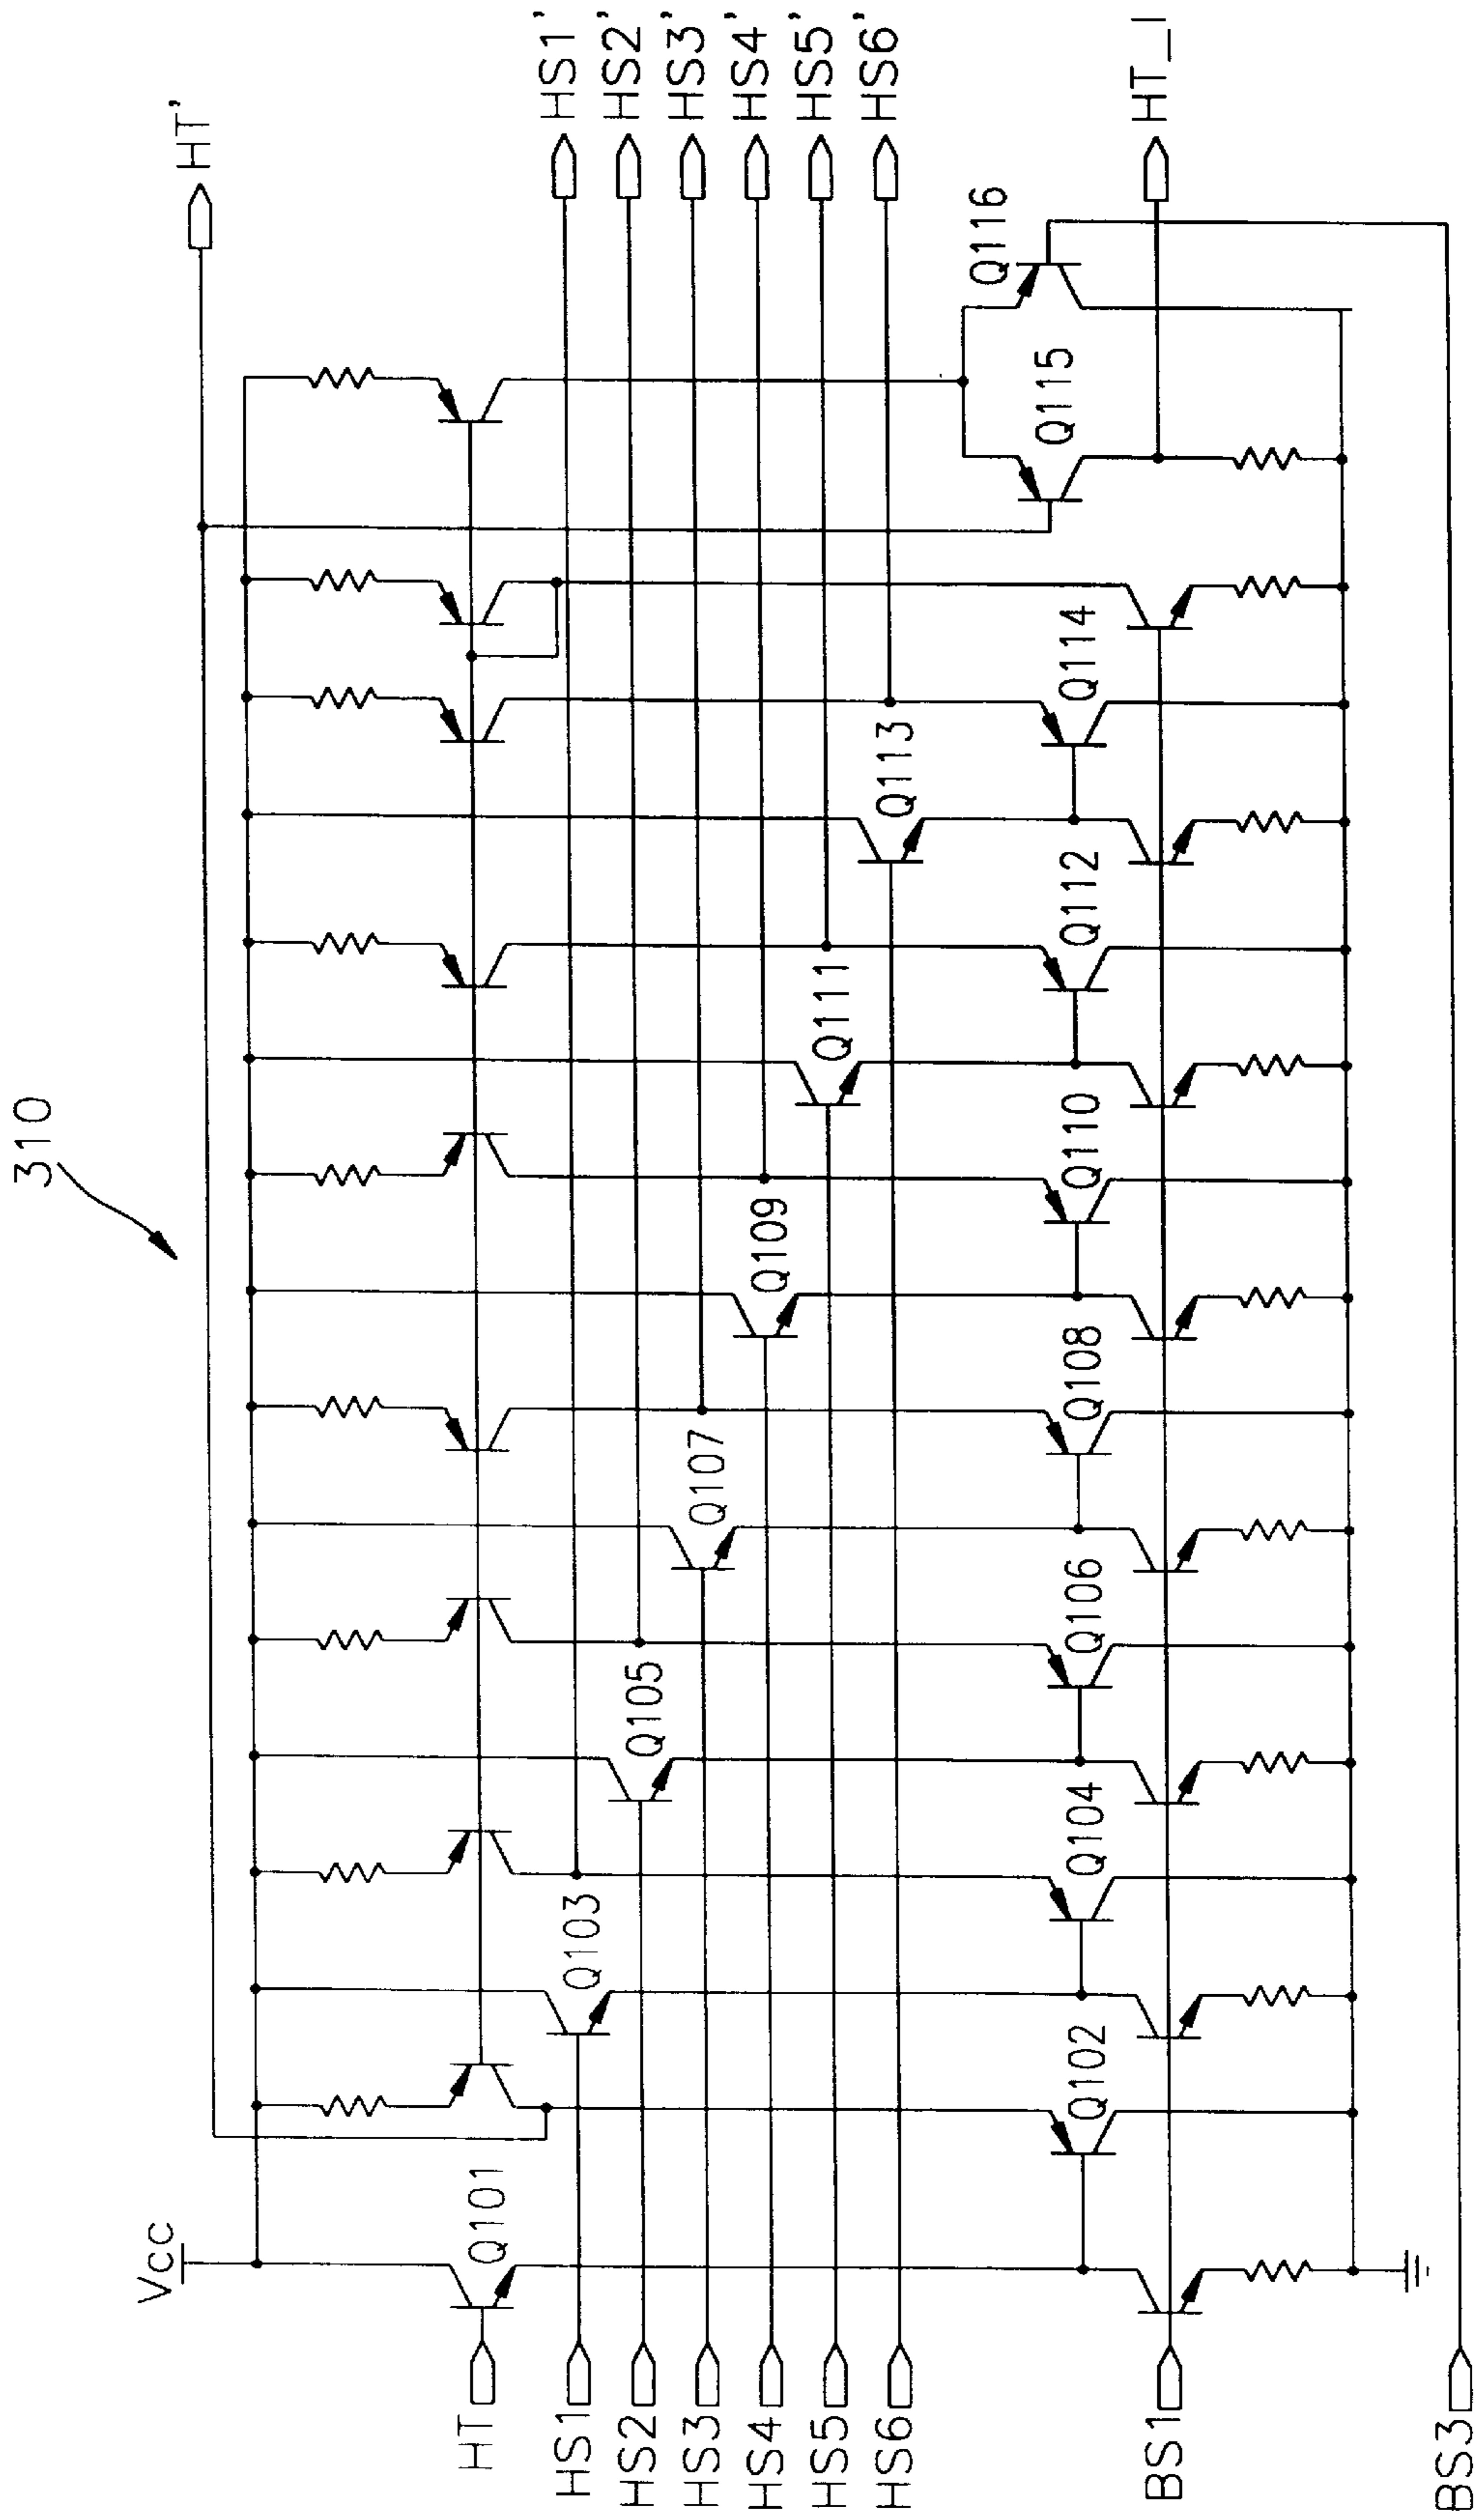 310
Vcc
HT
HS1
HS2
HS3
HS4
HS5
HS6
BS1
BS3
Q101
Q102
Q103
Q104
Q105
Q106
Q107
Q108
Q109
Q110
Q111
Q112
Q113
Q114
Q115
Q116
HT'
HS1'
HS2'
HS3'
HS4'
HS5'
HS6'
HT_I